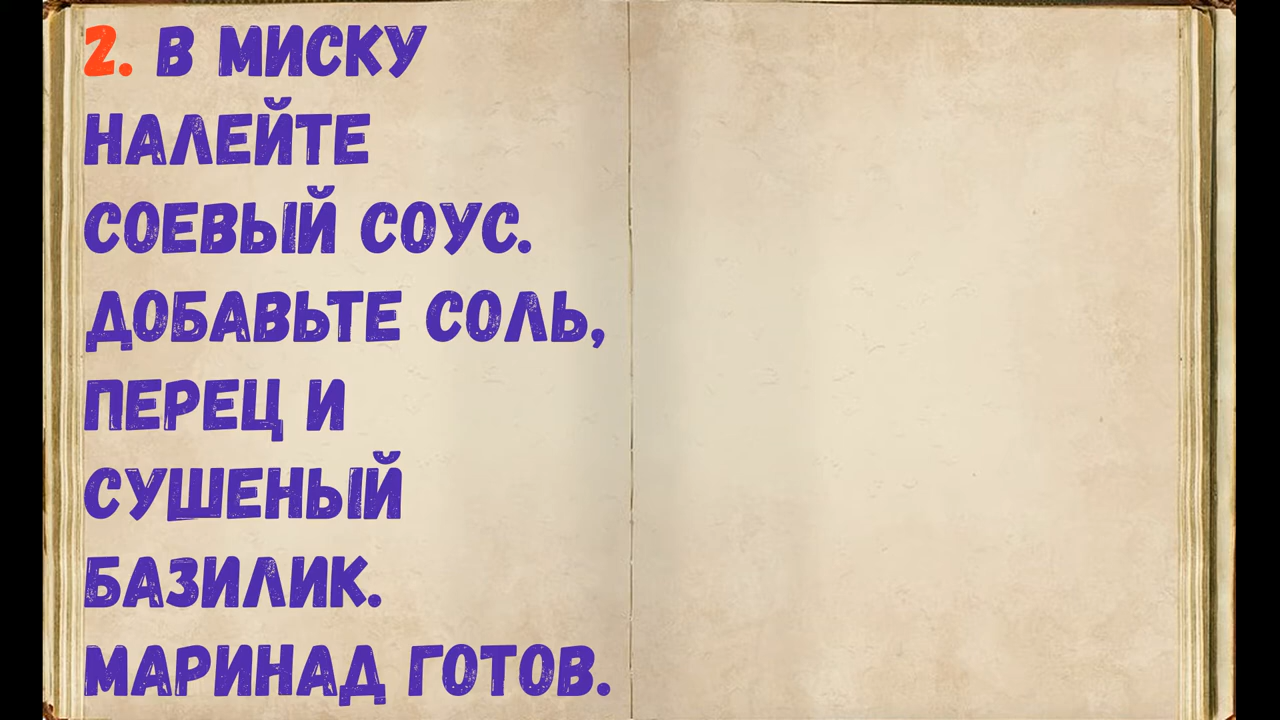 2. В МИСКУ
НАЛЕЙТЕ
СОЕВЫЙ СОУС.
ДОБАВЬТЕ СОЛЬ,
ПЕРЕЦ И
СУШЕНЫЙ
БАЗИЛИК.
МАРИНАД ГОТОВ.